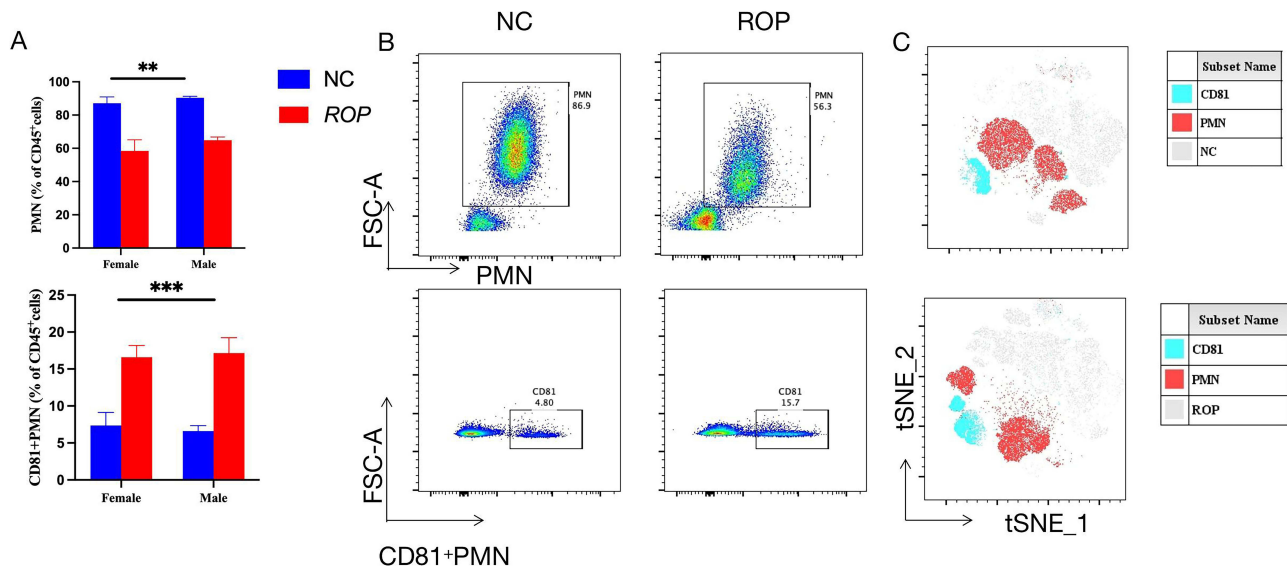 A
PMN (% of CD45⁺cells)
100
80
60
40
20
0
Female
Male
**
NC
ROP
CD81+PMN (% of CD45⁺cells)
25
20
15
10
5
0
Female
Male
***
B
NC
ROP
PMN
86.9
PMN
56.3
FSC-A
PMN
CD81
4.80
CD81
15.7
FSC-A
CD81⁺PMN
C
Subset Name
CD81
PMN
NC
Subset Name
CD81
PMN
ROP
tSNE_2
tSNE_1